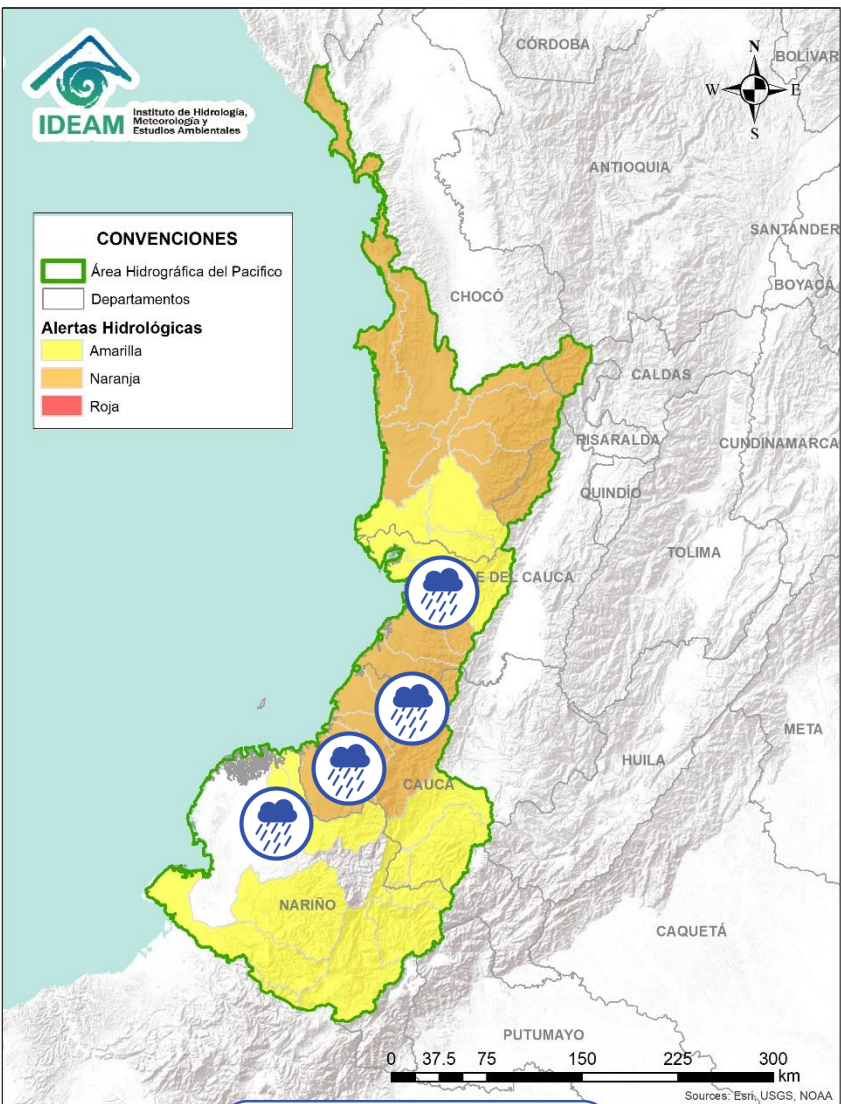 IDEAM
Instituto de Hidrología,
Meteorología y
Estudios Ambientales
CÓRDOBA
BOLÍVAR
N
W
E
S
ANTIOQUIA
SANTANDER
BOYACÁ
CONVENCIONES
Área Hidrográfica del Pacifico
Departamentos
Alertas Hidrológicas
Amarilla
Naranja
Roja
CHOCÓ
CALDAS
RISARALDA
CUNDINAMARCA
QUINDÍO
TOLIMA
E DEL CAUCA
META
HUILA
CAUCA
NARIÑO
CAQUETÁ
PUTUMAYO
0 37.5 75 150 225 300
km
Sources: Esri, USGS, NOAA